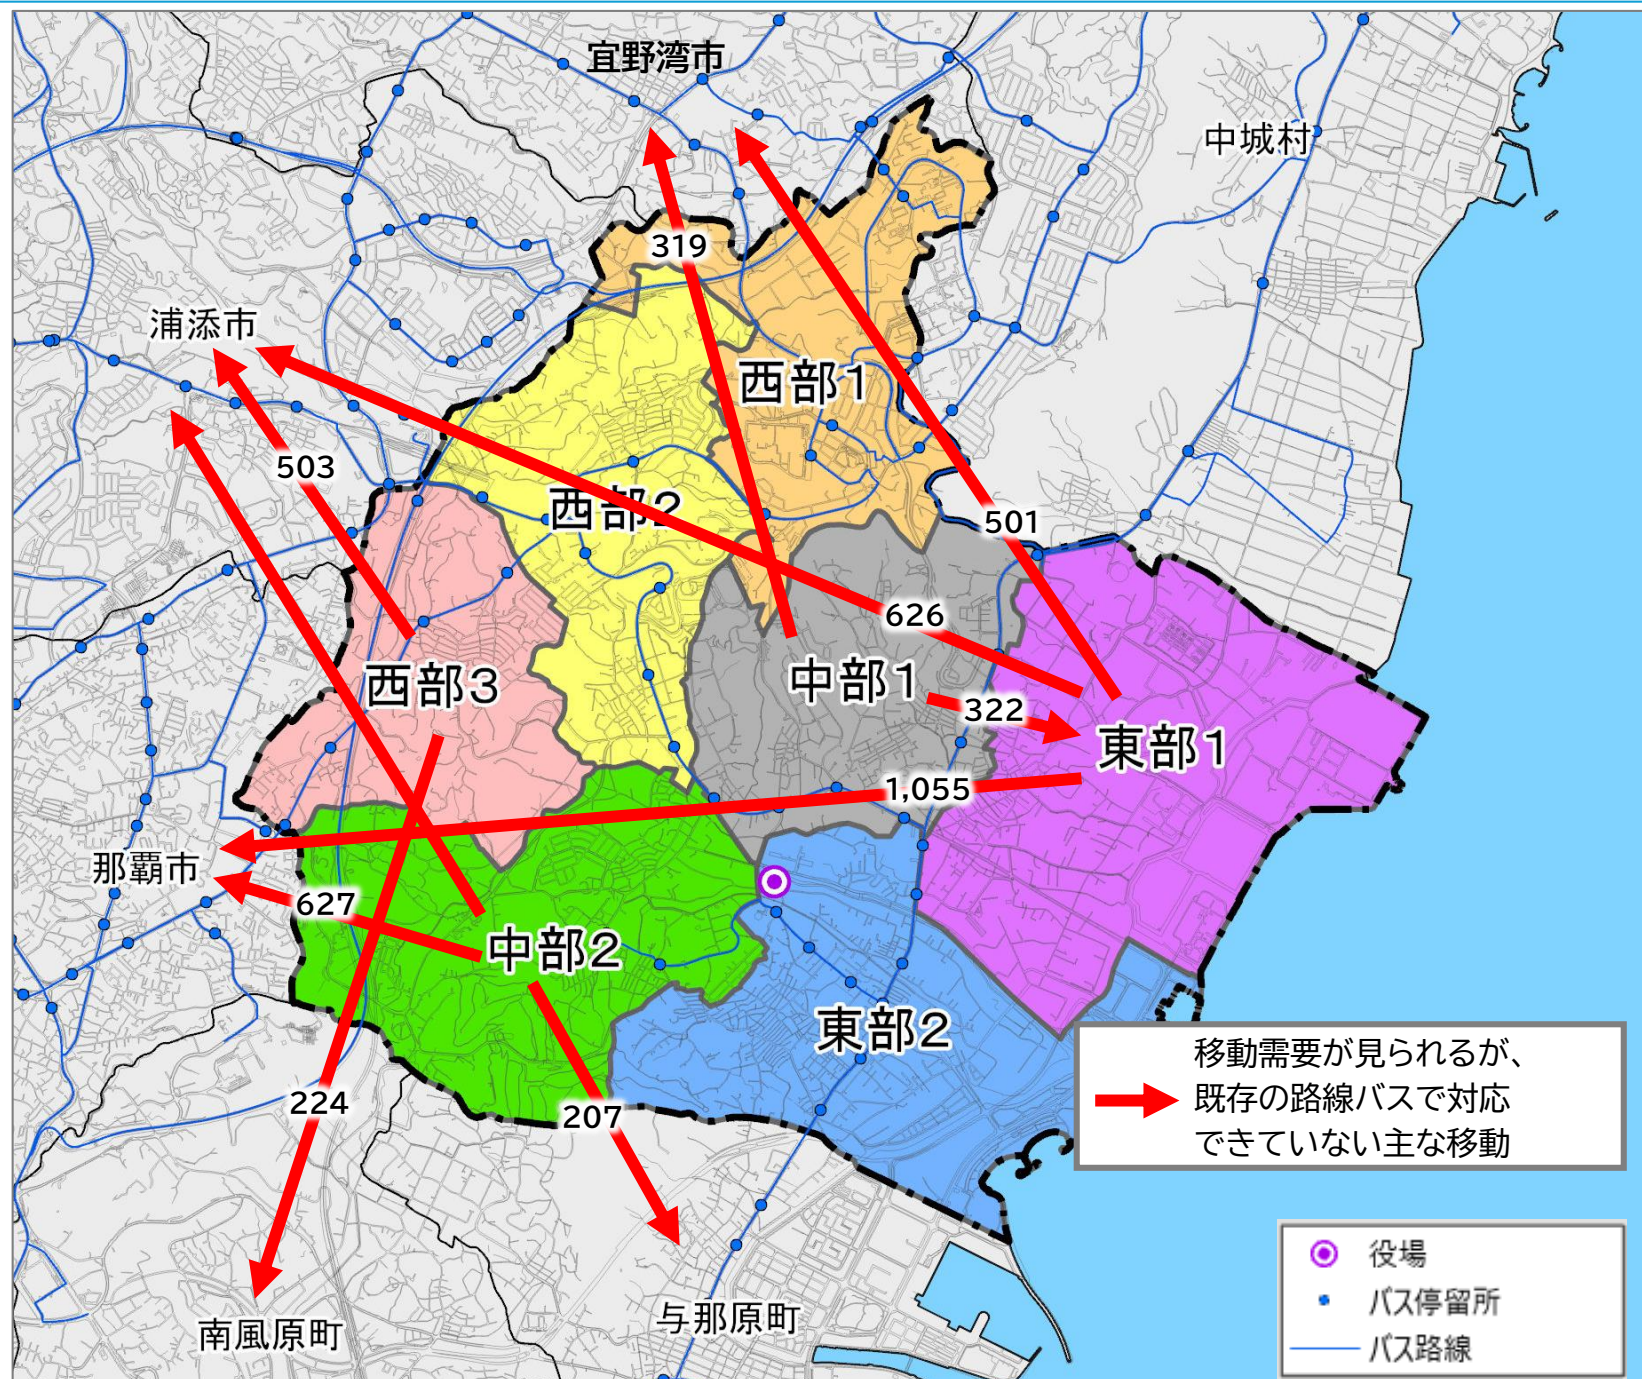 宜野湾市
中城村
319
浦添市
西部1
503
西部2
501
626
西部3
中部1
322
東部1
1,055
那覇市
627
中部2
東部2
移動需要が見られるが、
既存の路線バスで対応
できていない主な移動
224
207
役場
バス停留所
バス路線
南風原町
与那原町